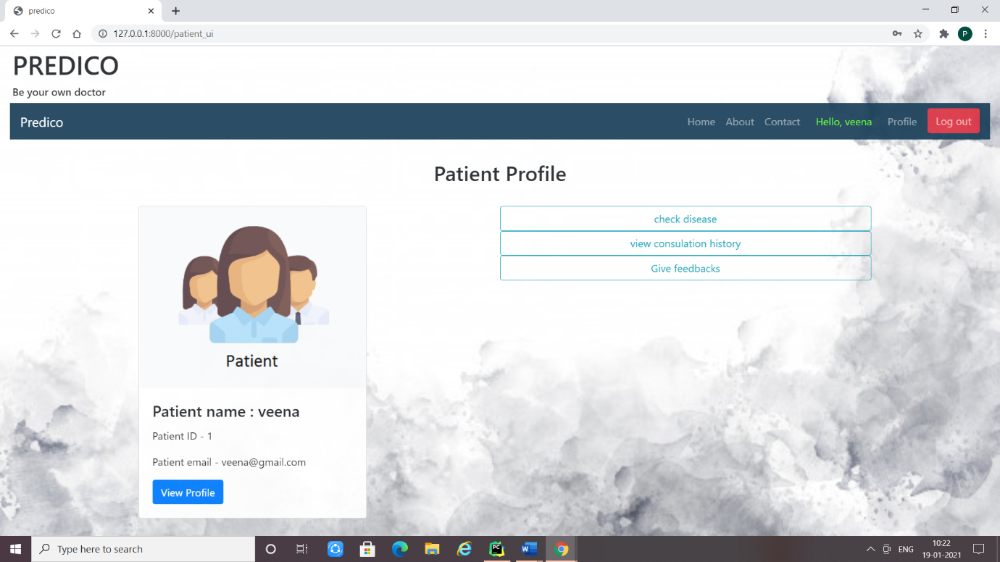 predico
127.0.0.1:8000/patient_ui
P
PREDICO
Be your own doctor
Predico Home About Contact Hello, veena Profile Log out
Patient Profile
check disease
view consulation history
Give feedbacks
Patient
Patient name : veena
Patient ID - 1
Patient email - veena@gmail.com
View Profile
Type here to search
PC
W
ENG
10:22
19-01-2021